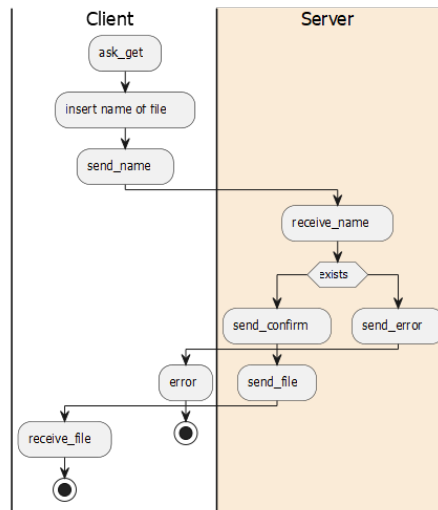 Client
Server
ask_get
insert name of file
send_name
receive_name
exists
send_confirm
send_error
error
send_file
receive_file